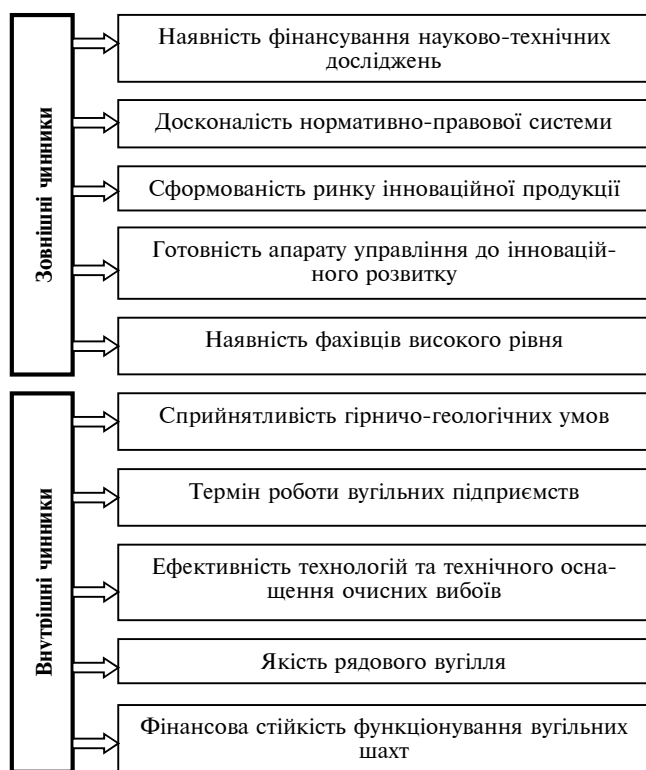 Зовнішні чинники
Наявність фінансування науково-технічних
досліджень
Досконалість нормативно-правової системи
Сформованість ринку інноваційної продукції
Готовність апарату управління до інновацій-
ного розвитку
Наявність фахівців високого рівня
Внутрішні чинники
Сприйнятливість гірничо-геологічних умов
Термін роботи вугільних підприємств
Ефективність технологій та технічного осна-
щення очисних вибоїв
Якість рядового вугілля
Фінансова стійкість функціонування вугільних
шахт